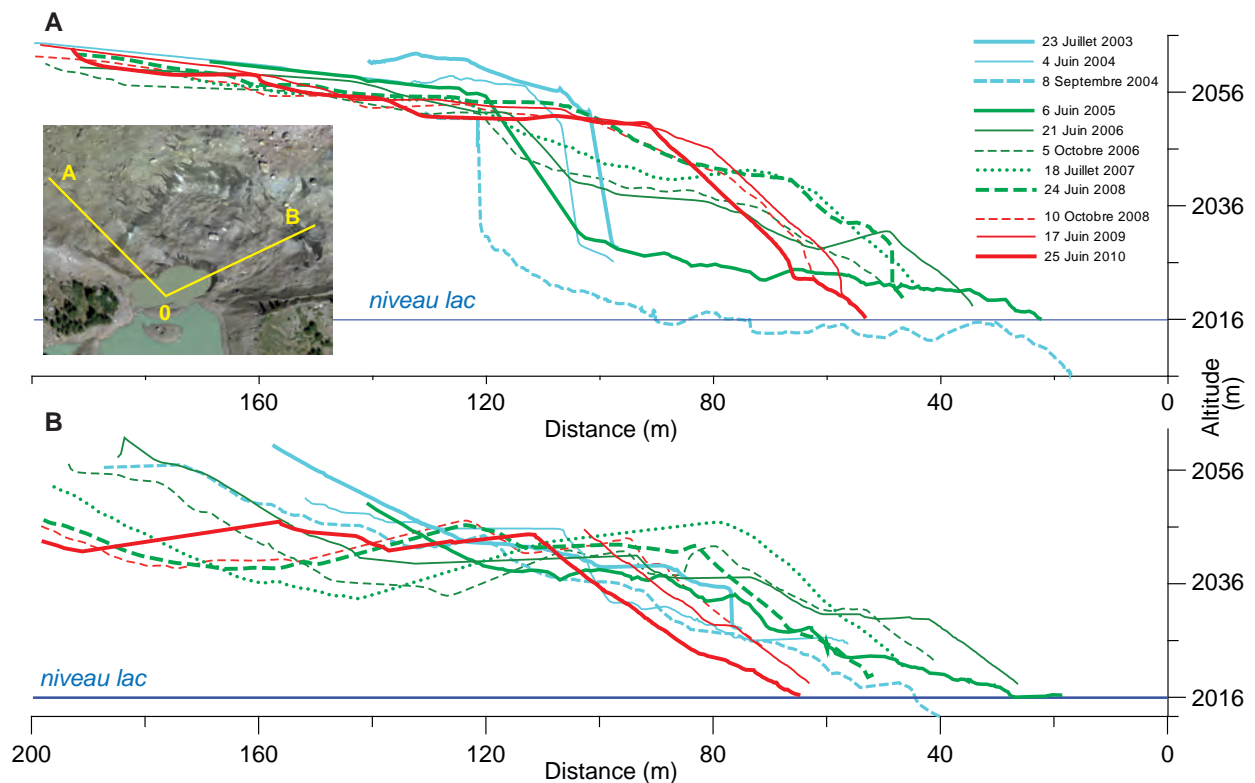 A
23 Juillet 2003
4 Juin 2004
8 Septembre 2004
6 Juin 2005
21 Juin 2006
5 Octobre 2006
18 Juillet 2007
24 Juin 2008
10 Octobre 2008
17 Juin 2009
25 Juin 2010
2056
2036
2016
A
B
0
niveau lac
160
120
80
40
0
Distance (m)
Altitude
(m)
B
2056
2036
2016
niveau lac
200
160
120
80
40
0
Distance (m)